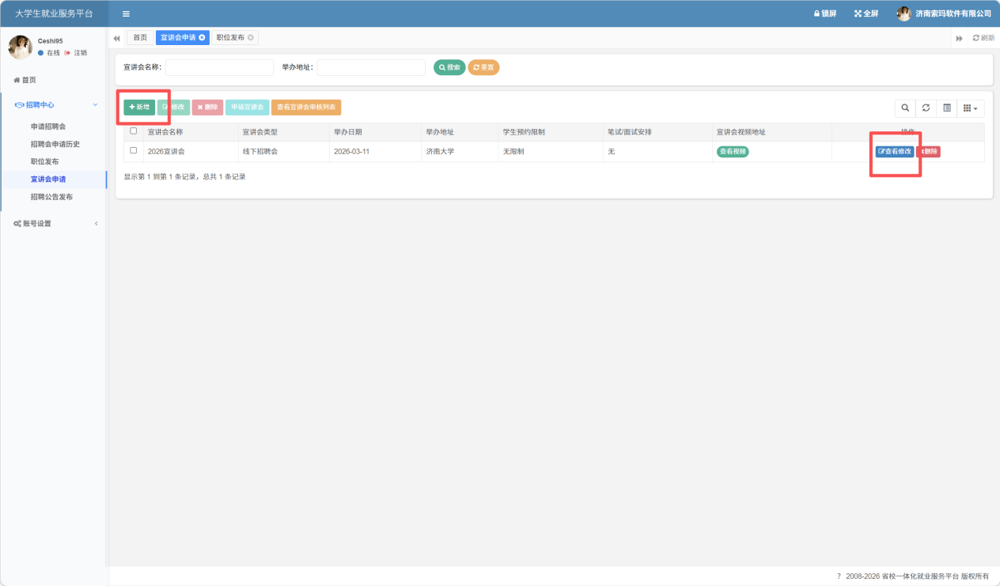 大学生就业服务平台
锁屏 全屏 济南索玛软件有限公司
Ceshi95
在线 注销
首页 宣讲会申请 职位发布 刷新
首页
招聘中心
申请招聘会
招聘会申请历史
职位发布
宣讲会申请
招聘公告发布
账号设置
宣讲会名称： 举办地址： 搜索 重置
新增 修改 删除 申请宣讲会 查看宣讲会审核列表
宣讲会名称 宣讲会类型 举办日期 举办地址 学生预约限制 笔试/面试安排 宣讲会视频地址 操作
2026宣讲会 线下招聘会 2026-03-11 济南大学 无限制 无 查看视频 查看修改 删除
显示第 1 到第 1 条记录，总共 1 条记录
? 2008-2026 省校一体化就业服务平台 版权所有